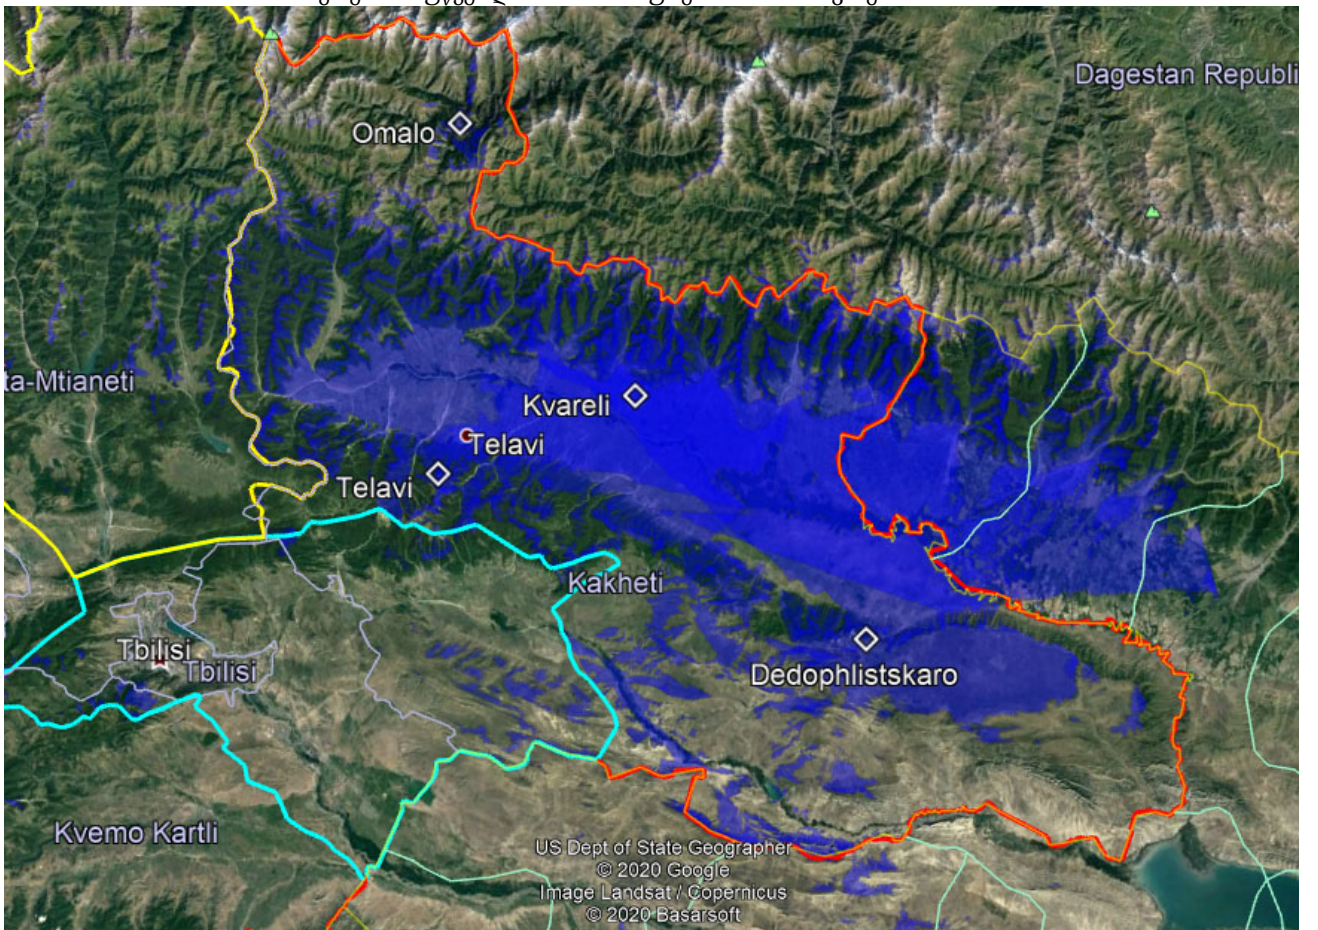 Dagestan Republi
Omalo
ta-Mtianeti
Kvareli
Telavi
Telavi
Kakheti
Tbilisi
Tbilisi
Dedophlistskaro
Kvemo Kartli
US Dept of State Geographer
© 2020 Google
Image Landsat / Copernicus
© 2020 Basarsoft